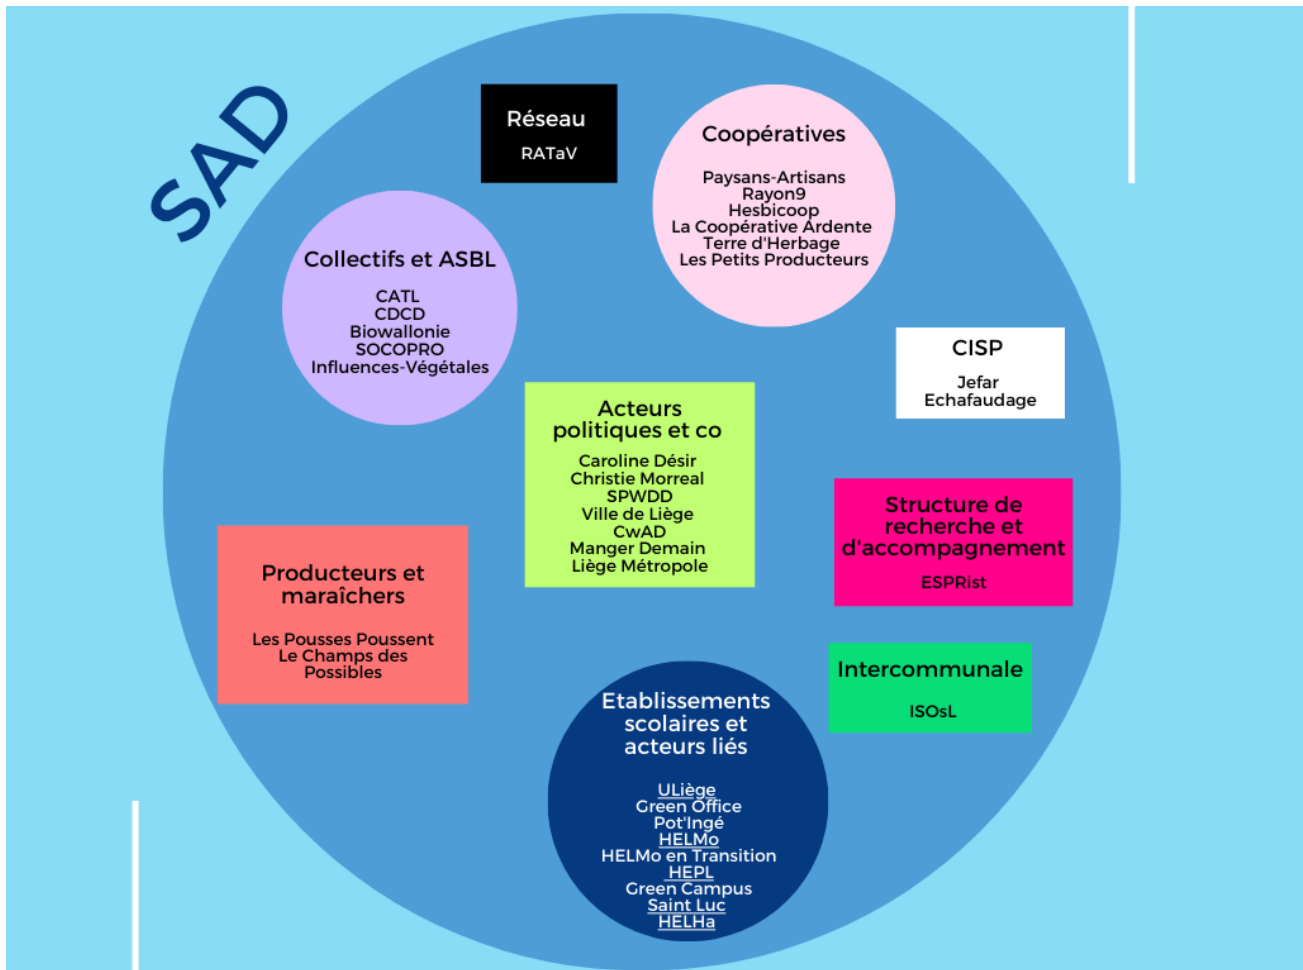 SAD
Réseau
RATaV
Coopératives
Paysans-Artisans
Rayon9
Hesbicoop
La Coopérative Ardente
Terre d'Herbage
Les Petits Producteurs
Collectifs et ASBL
CATL
CDCD
Biowallonie
SOCOPRO
Influences-Végétales
CISP
Jefar
Echafaudage
Acteurs
politiques et co
Caroline Désir
Christie Morreal
SPWDD
Ville de Liège
CwAD
Manger Demain
Liège Métropole
Structure de
recherche et
d'accompagnement
ESPRist
Producteurs et
maraîchers
Les Pousses Poussent
Le Champs des
Possibles
Intercommunale
ISOsL
Etablissements
scolaires et
acteurs liés
ULiège
Green Office
Pot'Ingé
HELMo
HELMo en Transition
HEPL
Green Campus
Saint Luc
HELHa